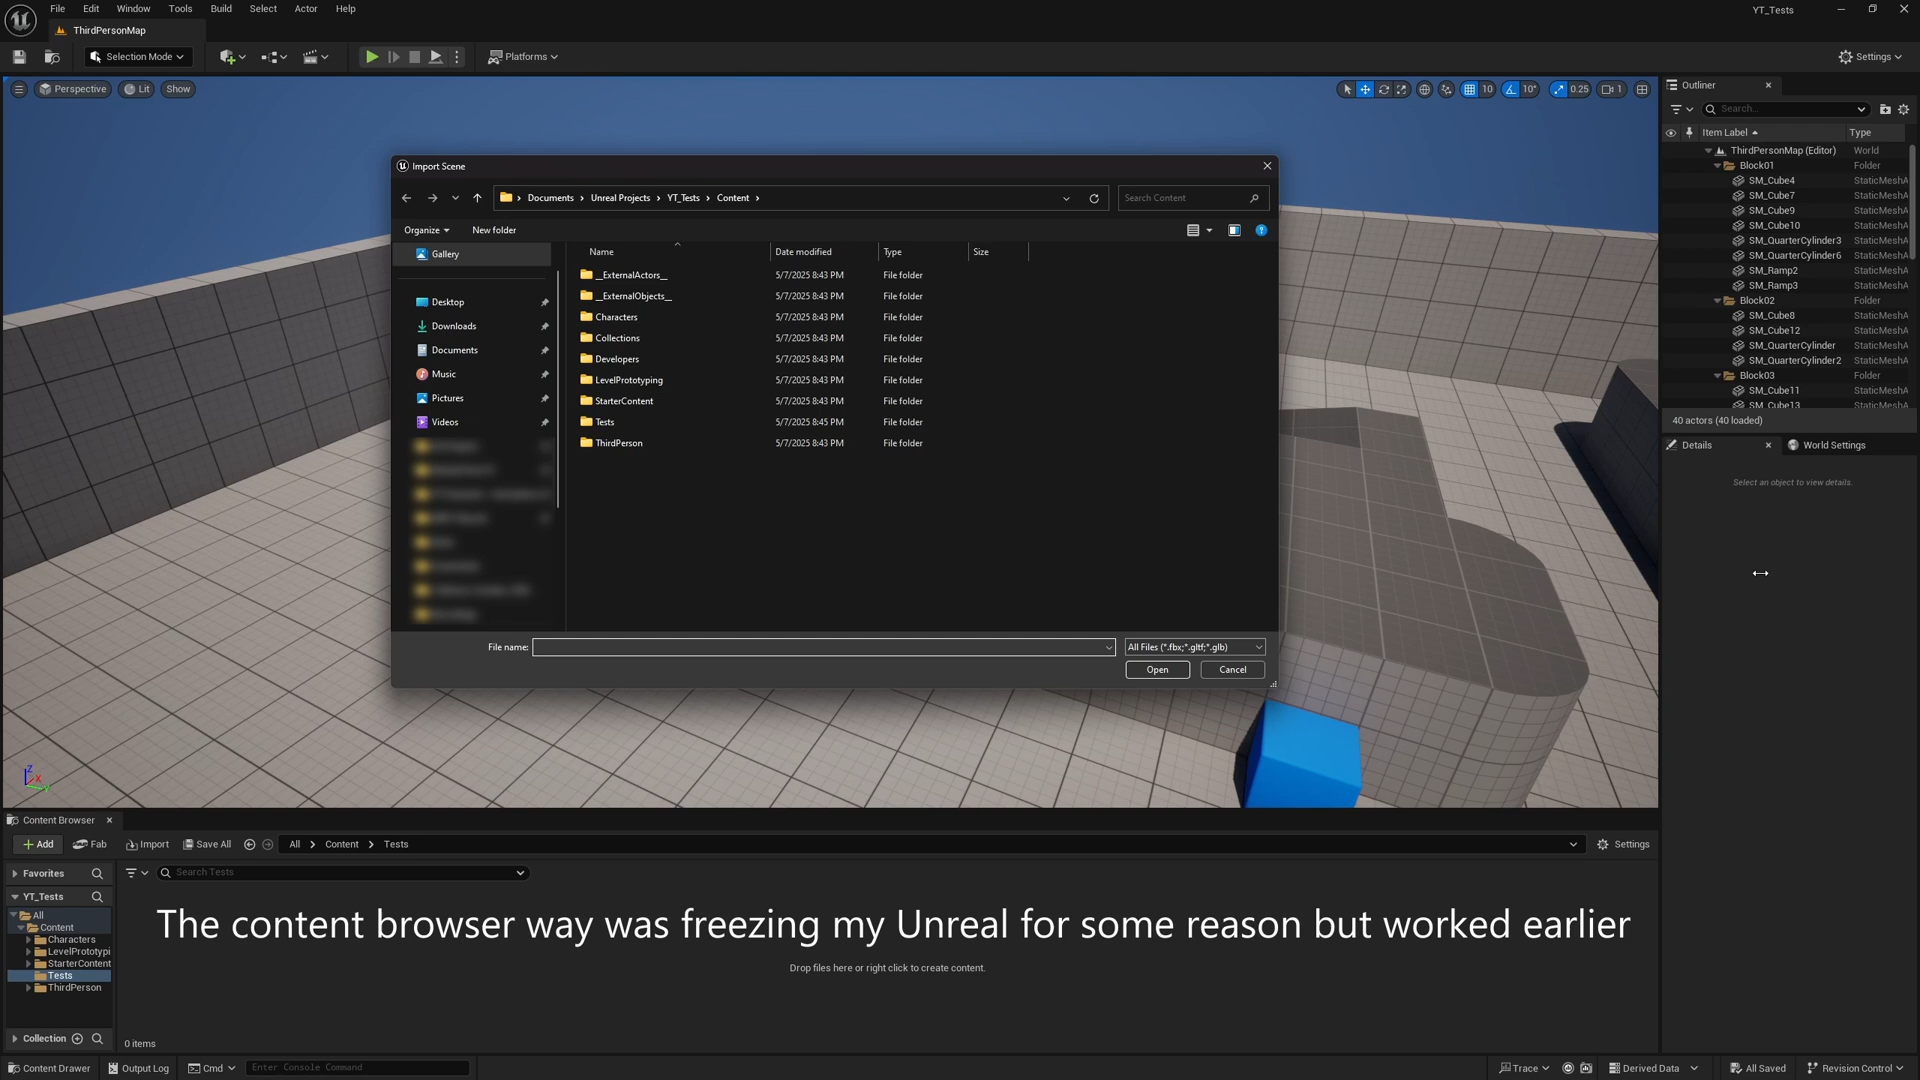 File Edit Window Tools Build Select Actor Help
YT_Tests
ThirdPersonMap
Selection Mode
Platforms
Settings
Perspective Lit Show
10 10° 0.25 1
Outliner
Search...
Item Label Type
ThirdPersonMap (Editor) World
Block01 Folder
SM_Cube4 StaticMeshA
SM_Cube7 StaticMeshA
SM_Cube9 StaticMeshA
SM_Cube10 StaticMeshA
SM_QuarterCylinder3 StaticMeshA
SM_QuarterCylinder6 StaticMeshA
SM_Ramp2 StaticMeshA
SM_Ramp3 StaticMeshA
Block02 Folder
SM_Cube8 StaticMeshA
SM_Cube12 StaticMeshA
SM_QuarterCylinder StaticMeshA
SM_QuarterCylinder2 StaticMeshA
Block03 Folder
SM_Cube11 StaticMeshA
SM_Cube13 StaticMeshA
40 actors (40 loaded)
Details World Settings
Select an object to view details.
Import Scene
Documents Unreal Projects YT_Tests Content
Search Content
Organize New folder
Gallery
Desktop
Downloads
Documents
Music
Pictures
Videos
Name Date modified Type Size
__ExternalActors__ 5/7/2025 8:43 PM File folder
__ExternalObjects__ 5/7/2025 8:43 PM File folder
Characters 5/7/2025 8:43 PM File folder
Collections 5/7/2025 8:43 PM File folder
Developers 5/7/2025 8:43 PM File folder
LevelPrototyping 5/7/2025 8:43 PM File folder
StarterContent 5/7/2025 8:43 PM File folder
Tests 5/7/2025 8:45 PM File folder
ThirdPerson 5/7/2025 8:43 PM File folder
File name:
All Files (*.fbx;*.gltf;*.glb)
Open Cancel
Z
X
Y
Content Browser
Add Fab Import Save All All Content Tests Settings
Favorites
Search Tests
YT_Tests
All
Content
Characters
LevelPrototypi
StarterContent
Tests
ThirdPerson
Collection
The content browser way was freezing my Unreal for some reason but worked earlier
Drop files here or right click to create content.
0 items
Content Drawer Output Log Cmd Enter Console Command
Trace Derived Data All Saved Revision Control